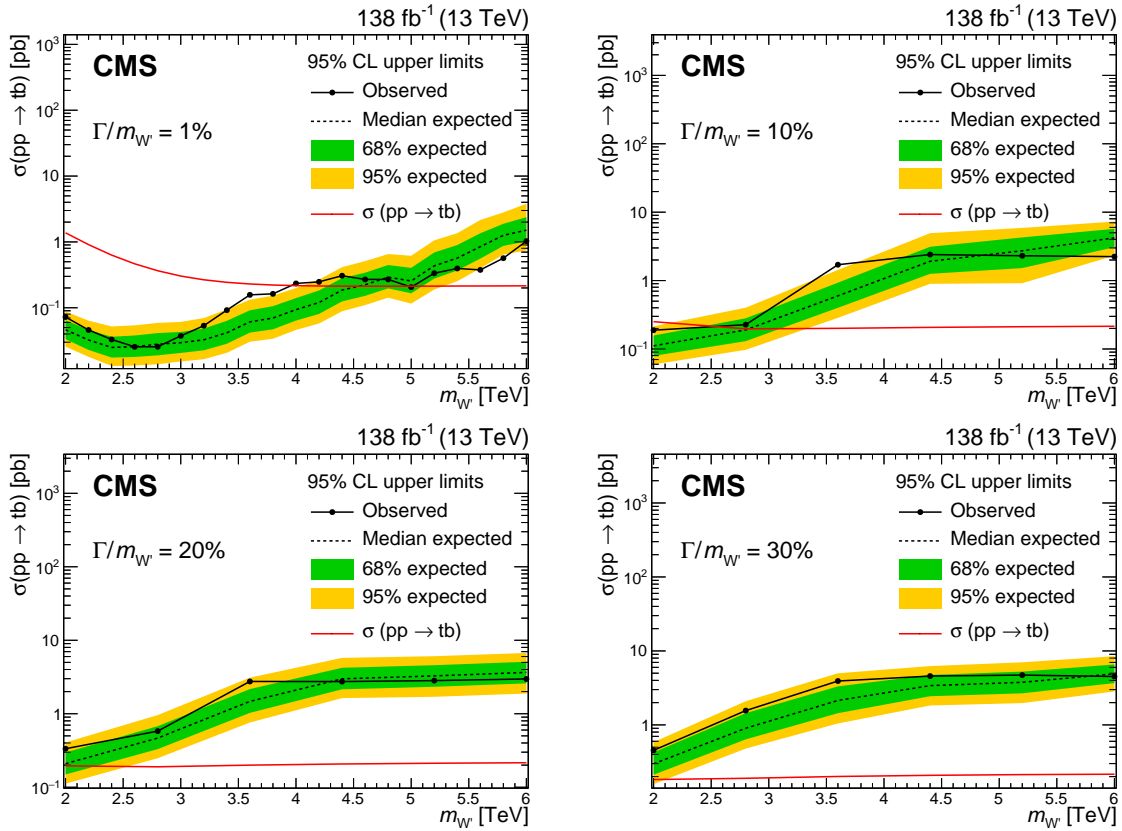 138 fb⁻¹ (13 TeV)
σ(pp → tb) [pb]
10³
10²
10
1
10⁻¹
CMS
Γ/m_W' = 1%
95% CL upper limits
Observed
Median expected
68% expected
95% expected
σ (pp → tb)
2 2.5 3 3.5 4 4.5 5 5.5 6
m_W' [TeV]
138 fb⁻¹ (13 TeV)
σ(pp → tb) [pb]
10³
10²
10
1
10⁻¹
CMS
Γ/m_W' = 10%
95% CL upper limits
Observed
Median expected
68% expected
95% expected
σ (pp → tb)
2 2.5 3 3.5 4 4.5 5 5.5 6
m_W' [TeV]
138 fb⁻¹ (13 TeV)
σ(pp → tb) [pb]
10³
10²
10
1
10⁻¹
CMS
Γ/m_W' = 20%
95% CL upper limits
Observed
Median expected
68% expected
95% expected
σ (pp → tb)
2 2.5 3 3.5 4 4.5 5 5.5 6
m_W' [TeV]
138 fb⁻¹ (13 TeV)
σ(pp → tb) [pb]
10³
10²
10
1
CMS
Γ/m_W' = 30%
95% CL upper limits
Observed
Median expected
68% expected
95% expected
σ (pp → tb)
2 2.5 3 3.5 4 4.5 5 5.5 6
m_W' [TeV]